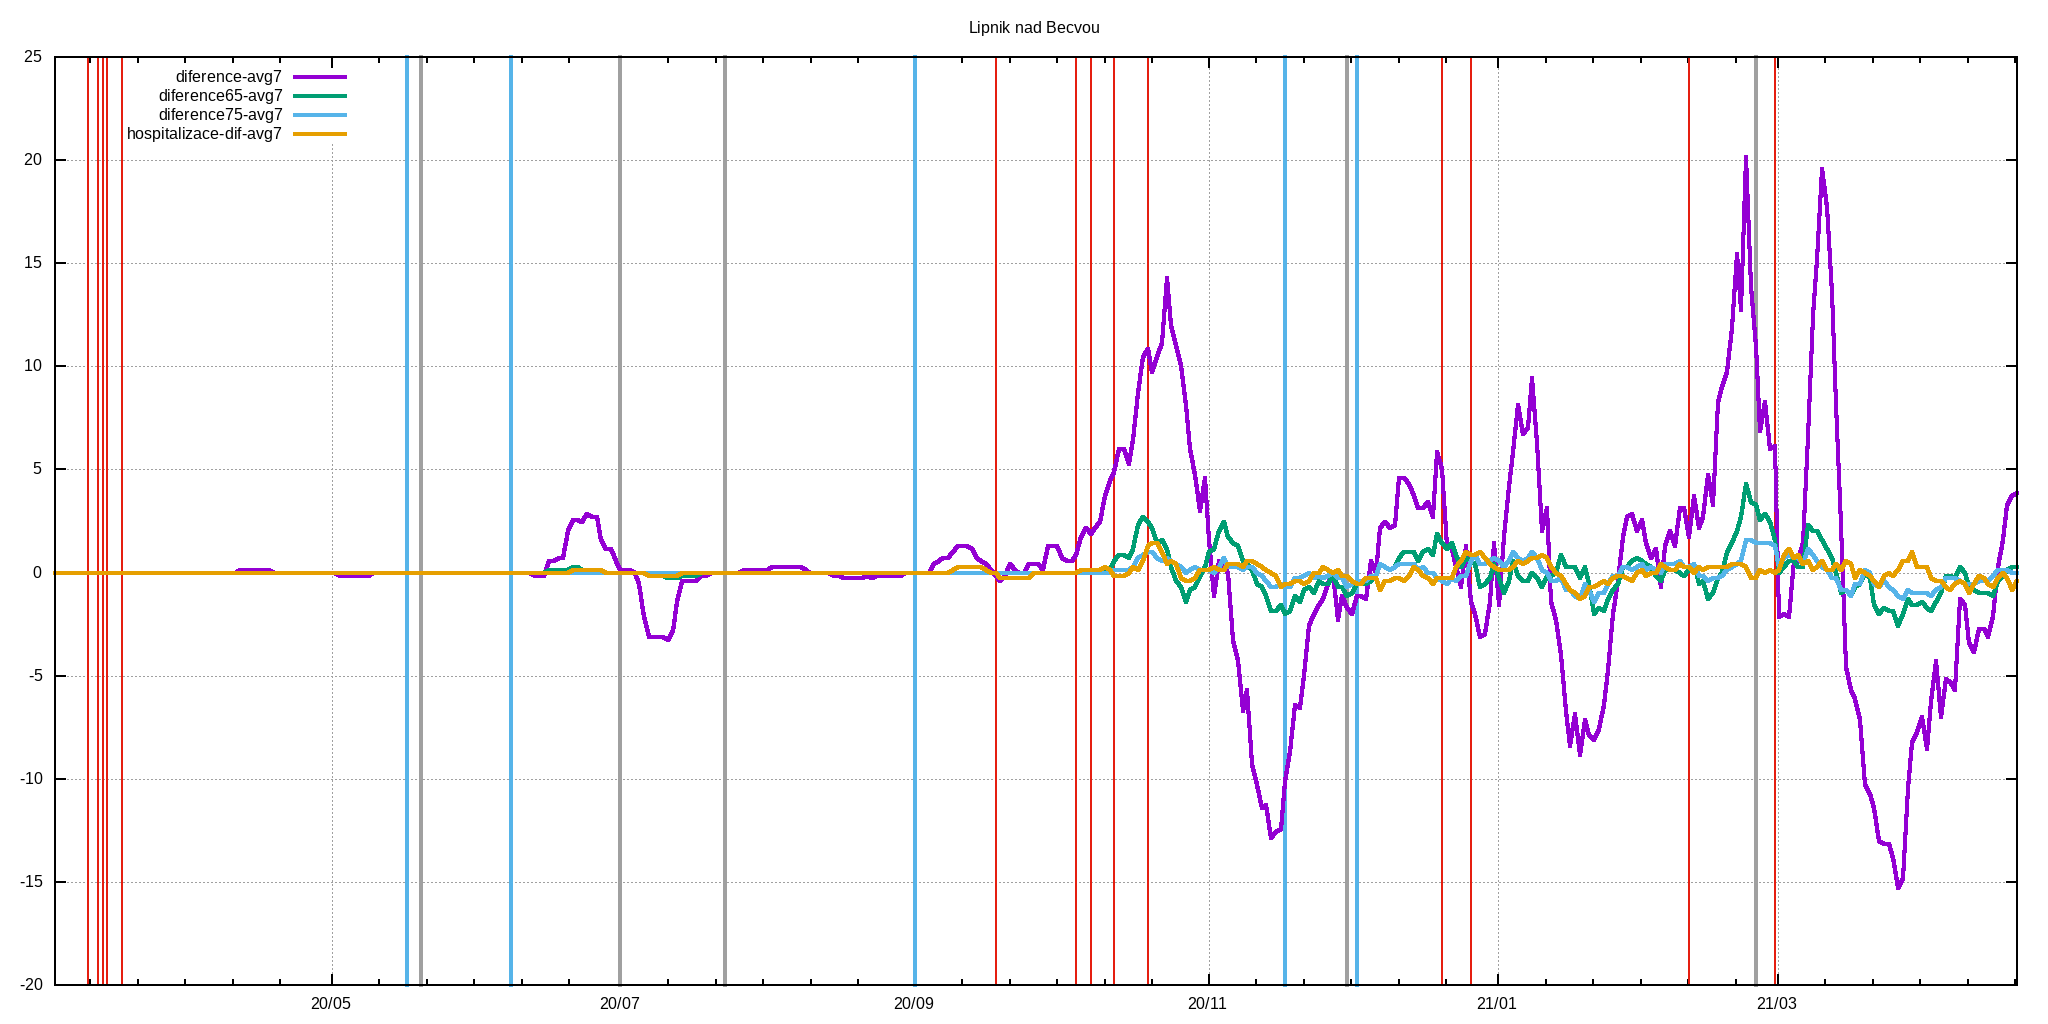 Lipnik nad Becvou
25
20
15
10
5
0
-5
-10
-15
-20
diference-avg7
diference65-avg7
diference75-avg7
hospitalizace-dif-avg7
20/05 20/07 20/09 20/11 21/01 21/03